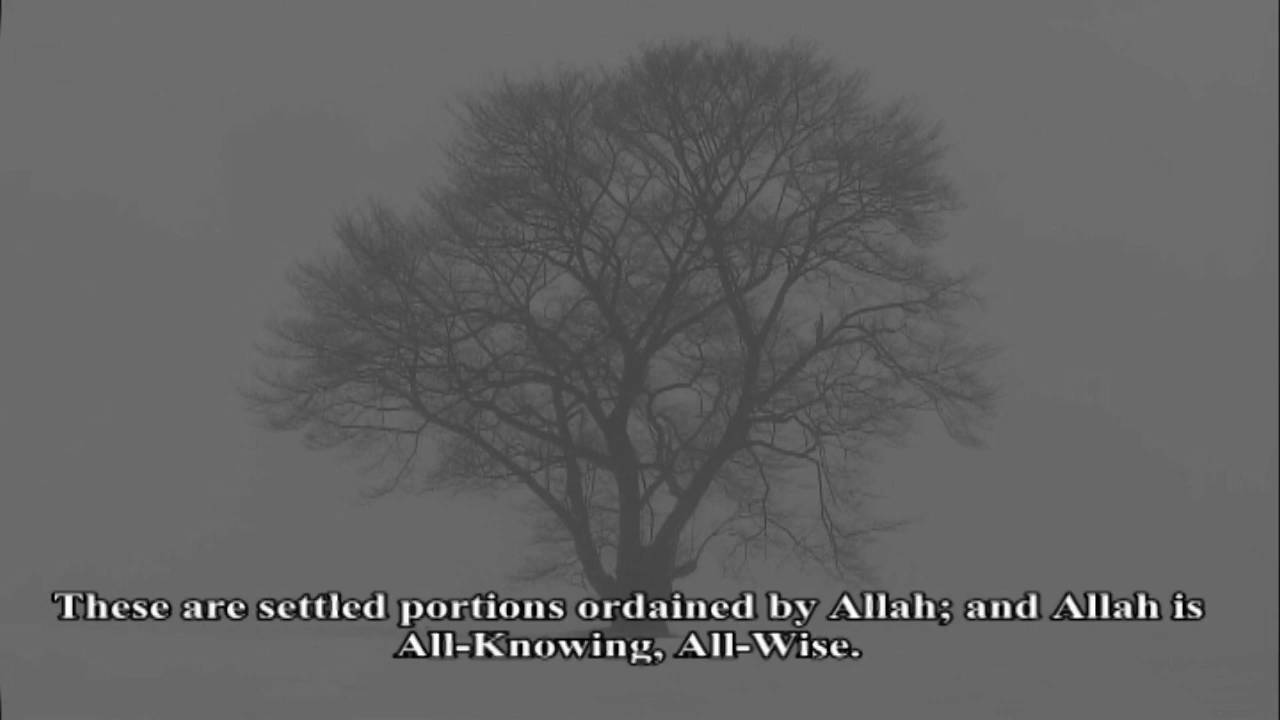 These are settled portions ordained by Allah; and Allah is
All-Knowing, All-Wise.